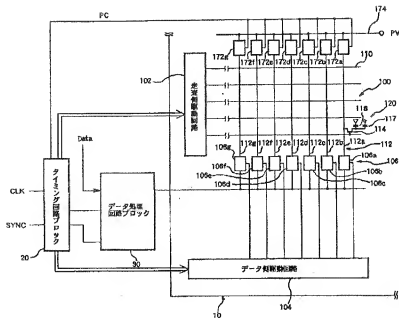 PC
174
PV
172g
172f
172e
172d
172c
172b
172a
110
102
走査側駆動回路
100
118
120
117
114
112a
112
112g
112f
112e
112d
112c
112b
106g
106f
106e
106d
106a
106
106b
106c
Data
CLK
SYNC
タイミング回路ブロック
データ処理
回路ブロック
20
30
データ側駆動回路
104
10